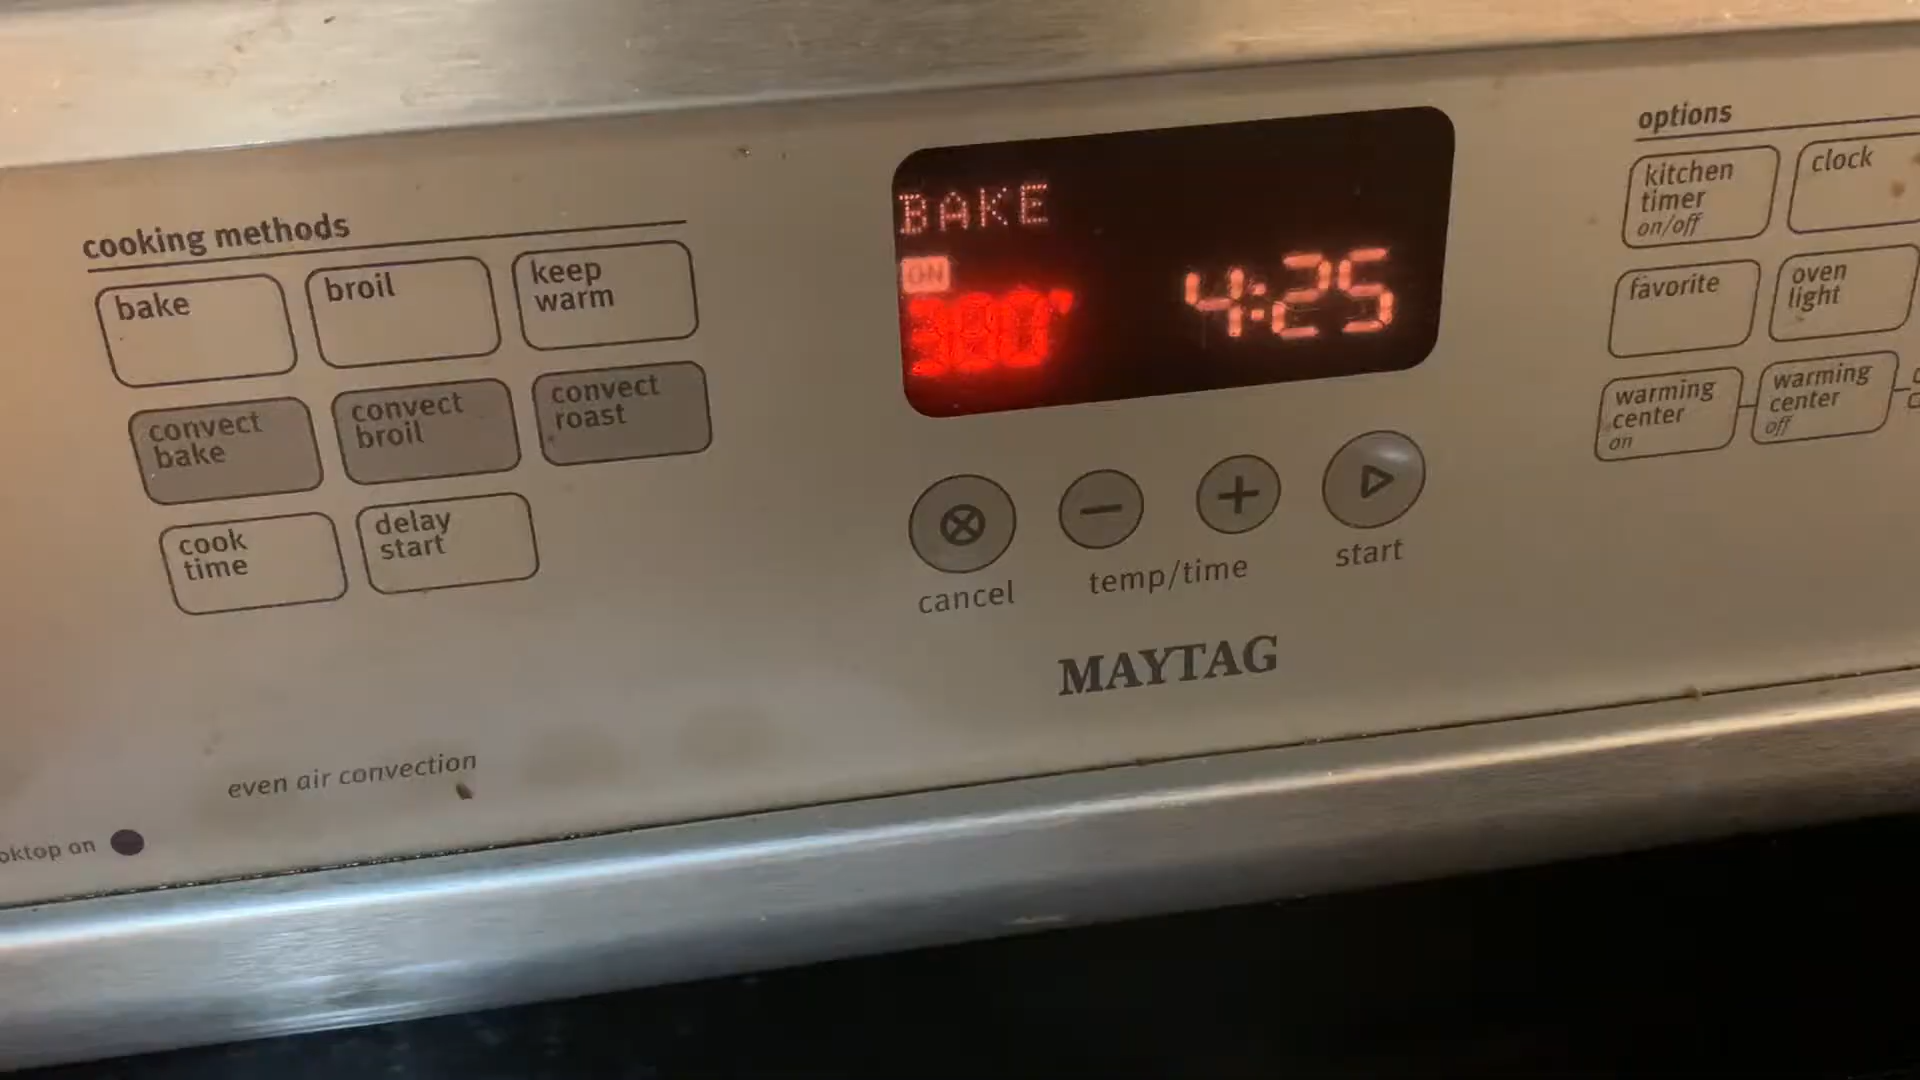 cooking methods
bake
broil
keep
warm
convect
bake
convect
broil
convect
roast
cook
time
delay
start
even air convection
oktop on
BAKE
ON
4:25
cancel
temp/time
start
MAYTAG
options
kitchen
timer
on/off
clock
favorite
oven
light
warming
center
on
warming
center
off